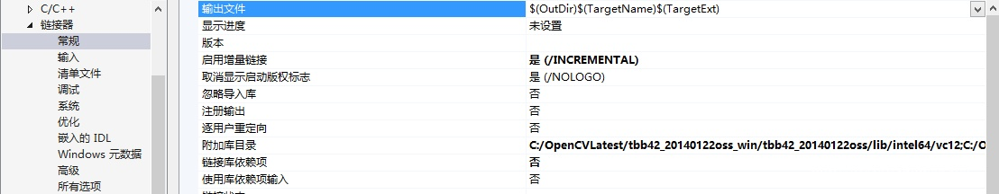 C/C++
链接器
常规
输入
清单文件
调试
系统
优化
嵌入的 IDL
Windows 元数据
高级
所有选项
输出文件 $(OutDir)$(TargetName)$(TargetExt)
显示进度 未设置
版本
启用增量链接 是 (/INCREMENTAL)
取消显示启动版权标志 是 (/NOLOGO)
忽略导入库 否
注册输出 否
逐用户重定向 否
附加库目录 C:/OpenCVLatest/tbb42_20140122oss_win/tbb42_20140122oss/lib/intel64/vc12;C:/O
链接库依赖项 否
使用库依赖项输入 否